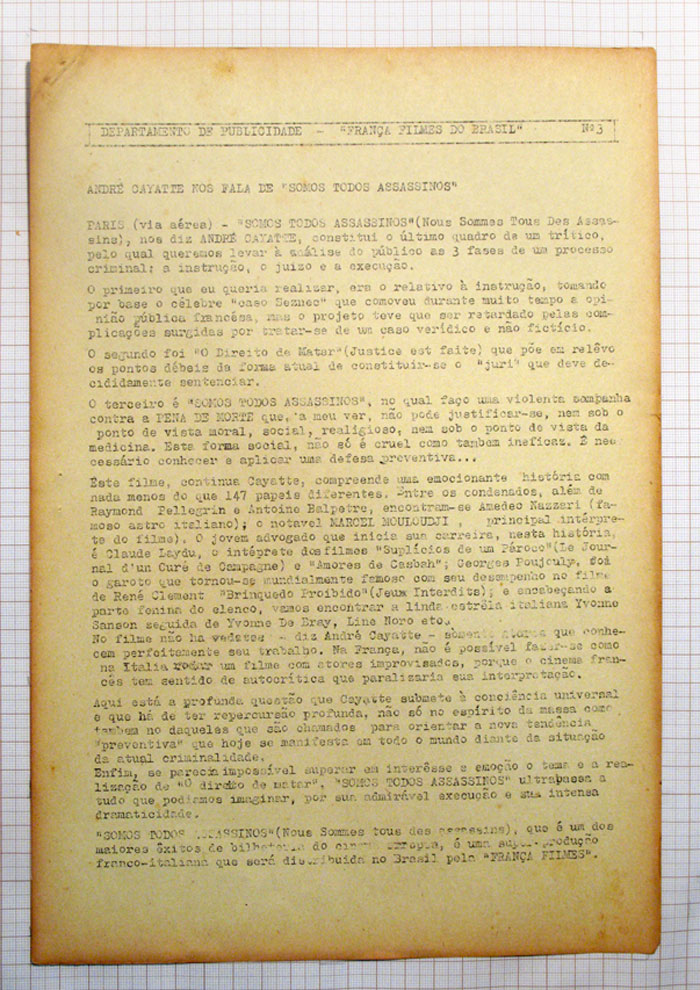 DEPARTAMENTO DE PUBLICIDADE - "FRANÇA FILMES DO BRASIL" Nº3
ANDRÉ CAYATTE NOS FALA DE "SOMOS TODOS ASSASSINOS"
PARIS (via aérea) - "SOMOS TODOS ASSASSINOS"(Nous Sommes Tous Des Assas-
sins), nos diz ANDRÉ CAYATTE, constitui o último quadro de um trítico,
pelo qual queremos levar à análise do público as 3 fases de um processo
criminal: a instrução, o juizo e a execução.
O primeiro que eu queria realizar, era o relativo à instrução, tomando
por base o célebre "caso Seznec" que comoveu durante muito tempo a opi-
nião pública francêsa, mas o projeto teve que ser retardado pelas com-
plicações surgidas por tratar-se de um caso verídico e não fictício.
O segundo foi "O Direito de Matar"(Justice est faite) que põe em relêvo
os pontos débeis da forma atual de constituir-se o "juri" que deve de-
cididamente sentenciar.
O terceiro é "SOMOS TODOS ASSASSINOS", no qual faço uma violenta campanha
contra a PENA DE MORTE que, a meu ver, não pode justificar-se, nem sob o
ponto de vista moral, social, realigioso, nem sob o ponto de vista da
medicina. Esta forma social, não só é cruel como tambem ineficaz. É nec
cessário conhecer e aplicar uma defesa preventiva...
Êste filme, continua Cayatte, compreende uma emocionante história com
nada menos do que 147 papeis diferentes. Entre os condenados, além de
Raymond Pellegrin e Antoine Balpetre, encontram-se Amedeo Nazzari (fa-
moso astro italiano); o notavel MARCEL MOULOUDJI , principal intérpre-
te do filme). O jovem advogado que inicia sua carreira, nesta história,
é Claude Laydu, o intéprete dos filmes "Suplícios de um Pároco"(Le Jour-
nal d'un Curé de Campagne) e "Amores de Casbah"; Georges Poujouly, foi
o garoto que tornou-se mundialmente famoso com seu desempenho no filme
de René Clement "Brinquedo Proibido"(Jeux Interdits); e encabeçando a
parte fenina do elenco, vamos encontrar a linda estrêla italiana Yvonne
Sanson seguida de Yvonne De Bray, Line Noro etc.
No filme não ha vedetes - diz André Cayatte - sómente atores que conhe-
cem perfeitamente seu trabalho. Na França, não é possível fazer-se como
na Italia rodar um filme com atores improvisados, porque o cinema fran-
cês tem sentido de autocrítica que paralizaria sua interpretação.
Aqui está a profunda questão que Cayatte submete à conciência universal
e que há de ter repercursão profunda, não só no espírito da massa como
tambem no daqueles que são chamados para orientar a nova tendência
"preventiva" que hoje se manifesta em todo o mundo diante da situação
da atual criminalidade.
Enfim, se parecia impossível superar em interêsse e emoção o tema e a rea-
lização de "O direito de matar", "SOMOS TODOS ASSASSINOS" ultrapassa a
tudo que podiamos imaginar, por sua admirável execução e sua intensa
dramaticidade.
"SOMOS TODOS ASSASSINOS"(Nous Sommes tous des assassins), que é um dos
maiores êxitos de bilheteria do cinema europeu, é uma super-produção
franco-italiana que será distribuida no Brasil pela "FRANÇA FILMES".